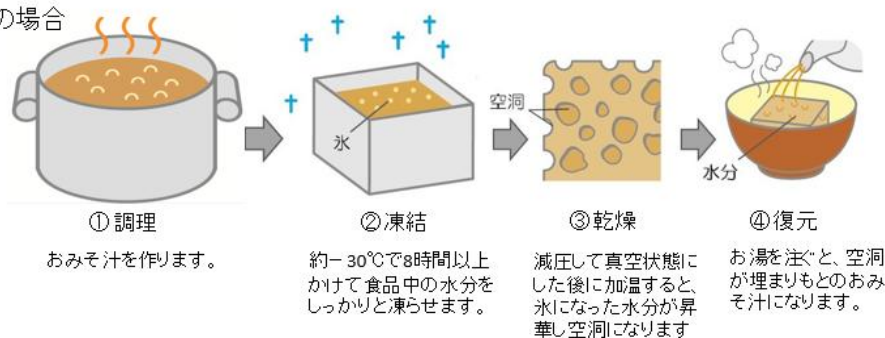 の場合
氷
空洞
水分
①調理
②凍結
③乾燥
④復元
おみそ汁を作ります。
約－30℃で8時間以上
かけて食品中の水分を
しっかりと凍らせます。
減圧して真空状態に
した後に加温すると、
氷になった水分が昇
華し空洞になります
お湯を注ぐと、空洞
が埋まりもとのおみ
そ汁になります。